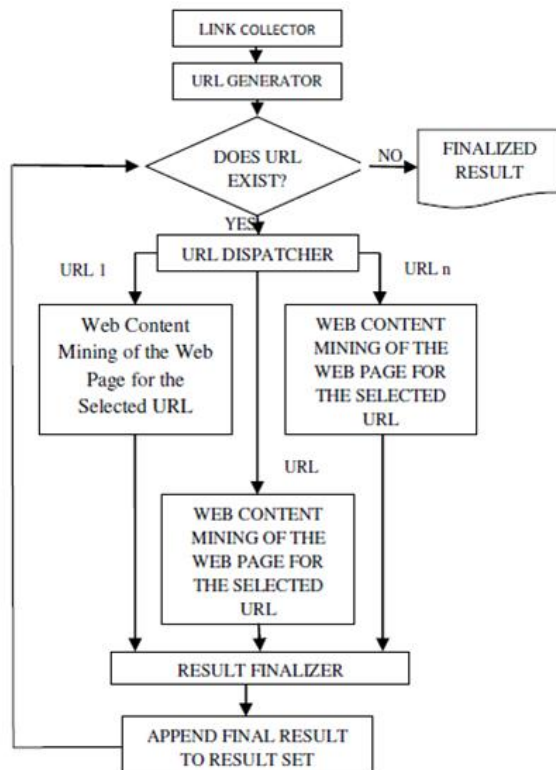 LINK COLLECTOR
URL GENERATOR
DOES URL
EXIST?
NO
FINALIZED
RESULT
YES
URL DISPATCHER
URL 1
URL n
Web Content
Mining of the Web
Page for the
Selected URL
WEB CONTENT
MINING OF THE
WEB PAGE FOR
THE SELECTED
URL
URL
WEB CONTENT
MINING OF THE
WEB PAGE FOR
THE SELECTED
URL
RESULT FINALIZER
APPEND FINAL RESULT
TO RESULT SET